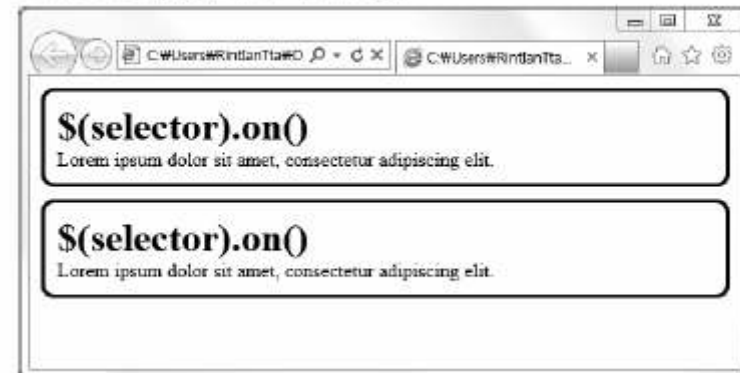 C:₩Users₩RintianTta₩D
C:₩Users₩RintianTta...
$(selector).on()
Lorem ipsum dolor sit amet, consectetur adipiscing elit.
$(selector).on()
Lorem ipsum dolor sit amet, consectetur adipiscing elit.